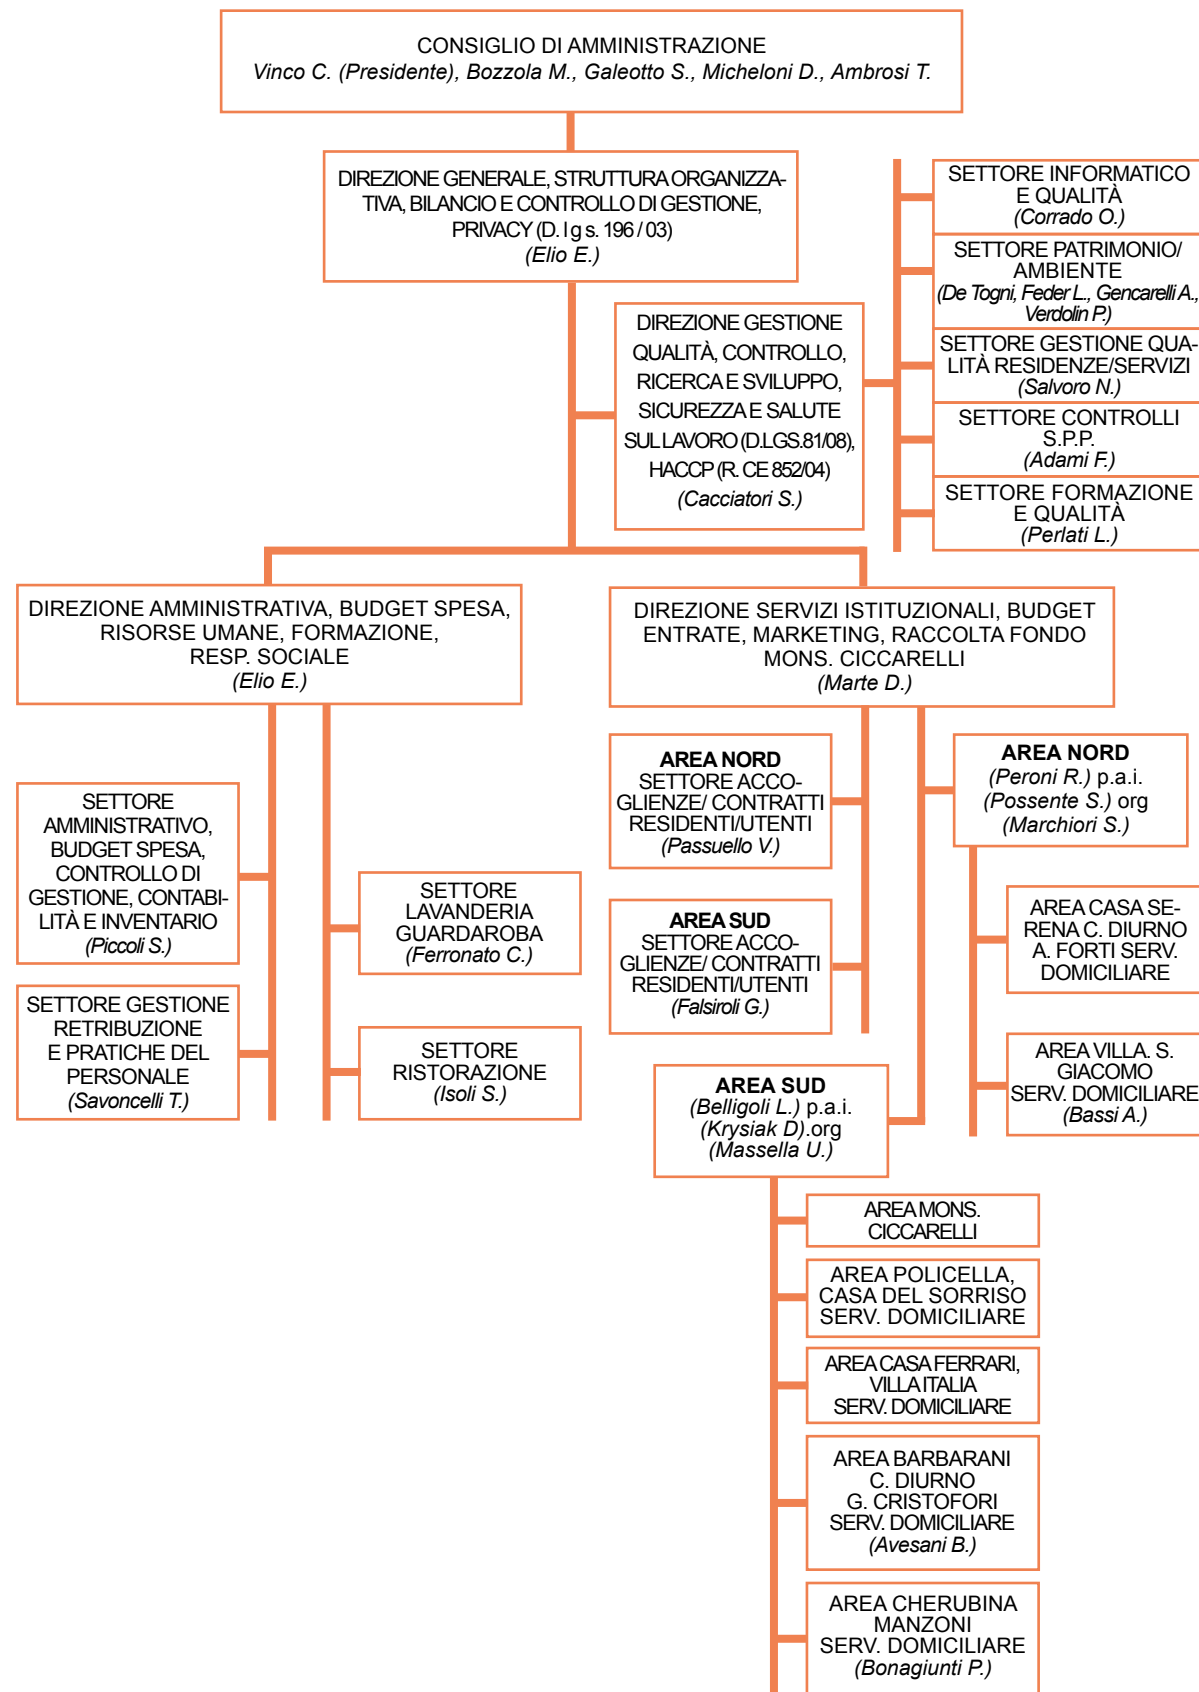 CONSIGLIO DI AMMINISTRAZIONE
Vinco C. (Presidente), Bozzola M., Galeotto S., Micheloni D., Ambrosi T.
DIREZIONE GENERALE, STRUTTURA ORGANIZZA-
TIVA, BILANCIO E CONTROLLO DI GESTIONE,
PRIVACY (D. lgs. 196/03)
(Elio E.)
SETTORE INFORMATICO
E QUALITÀ
(Corrado O.)
SETTORE PATRIMONIO/
AMBIENTE
(De Togni, Feder L., Gencarelli A.,
Verdolin P.)
SETTORE GESTIONE QUA-
LITÀ RESIDENZE/SERVIZI
(Salvoro N.)
SETTORE CONTROLLI
S.P.P.
(Adami F.)
SETTORE FORMAZIONE
E QUALITÀ
(Perlati L.)
DIREZIONE GESTIONE
QUALITÀ, CONTROLLO,
RICERCA E SVILUPPO,
SICUREZZA E SALUTE
SUL LAVORO (D.LGS.81/08),
HACCP (R. CE 852/04)
(Cacciatori S.)
DIREZIONE AMMINISTRATIVA, BUDGET SPESA,
RISORSE UMANE, FORMAZIONE,
RESP. SOCIALE
(Elio E.)
DIREZIONE SERVIZI ISTITUZIONALI, BUDGET
ENTRATE, MARKETING, RACCOLTA FONDO
MONS. CICCARELLI
(Marte D.)
SETTORE
AMMINISTRATIVO,
BUDGET SPESA,
CONTROLLO DI
GESTIONE, CONTABI-
LITÀ E INVENTARIO
(Piccoli S.)
SETTORE GESTIONE
RETRIBUZIONE
E PRATICHE DEL
PERSONALE
(Savoncelli T.)
SETTORE
LAVANDERIA
GUARDAROBA
(Ferronato C.)
SETTORE
RISTORAZIONE
(Isoli S.)
AREA NORD
SETTORE ACCO-
GLIENZE/ CONTRATTI
RESIDENTI/UTENTI
(Passuello V.)
AREA SUD
SETTORE ACCO-
GLIENZE/ CONTRATTI
RESIDENTI/UTENTI
(Falsiroli G.)
AREA NORD
(Peroni R.) p.a.i.
(Possente S.) org
(Marchiori S.)
AREA CASA SE-
RENA C. DIURNO
A. FORTI SERV.
DOMICILIARE
AREA VILLA. S.
GIACOMO
SERV. DOMICILIARE
(Bassi A.)
AREA SUD
(Belligoli L.) p.a.i.
(Krysiak D).org
(Massella U.)
AREA MONS.
CICCARELLI
AREA POLICELLA,
CASA DEL SORRISO
SERV. DOMICILIARE
AREA CASA FERRARI,
VILLA ITALIA
SERV. DOMICILIARE
AREA BARBARANI
C. DIURNO
G. CRISTOFORI
SERV. DOMICILIARE
(Avesani B.)
AREA CHERUBINA
MANZONI
SERV. DOMICILIARE
(Bonagiunti P.)